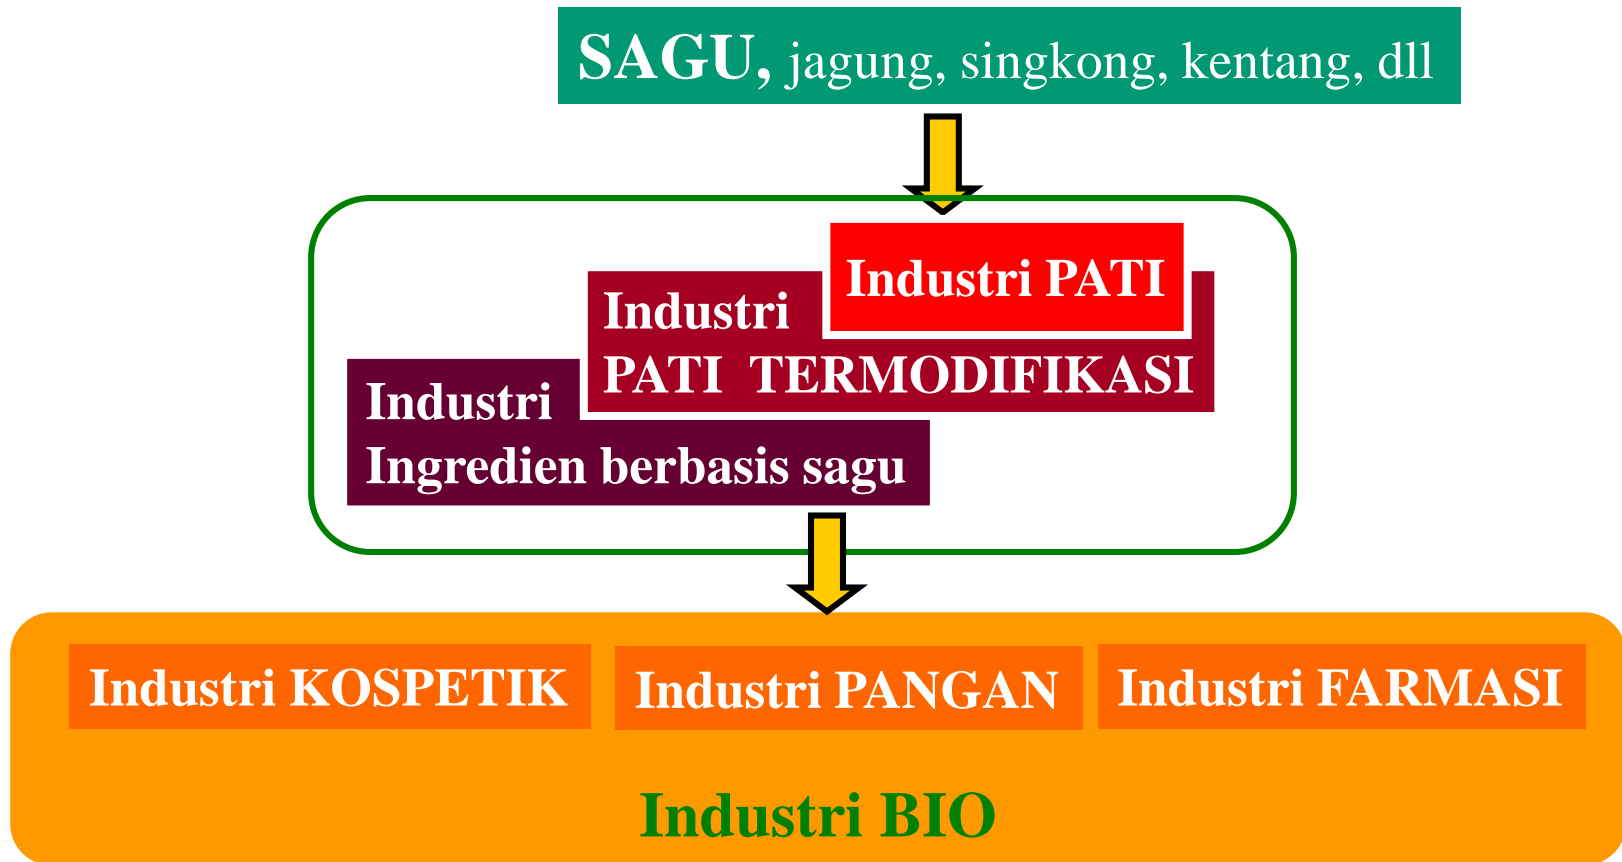 SAGU, jagung, singkong, kentang, dll
Industri PATI
Industri
PATI TERMODIFIKASI
Industri
Ingredien berbasis sagu
Industri KOSPETIK
Industri PANGAN
Industri FARMASI
Industri BIO